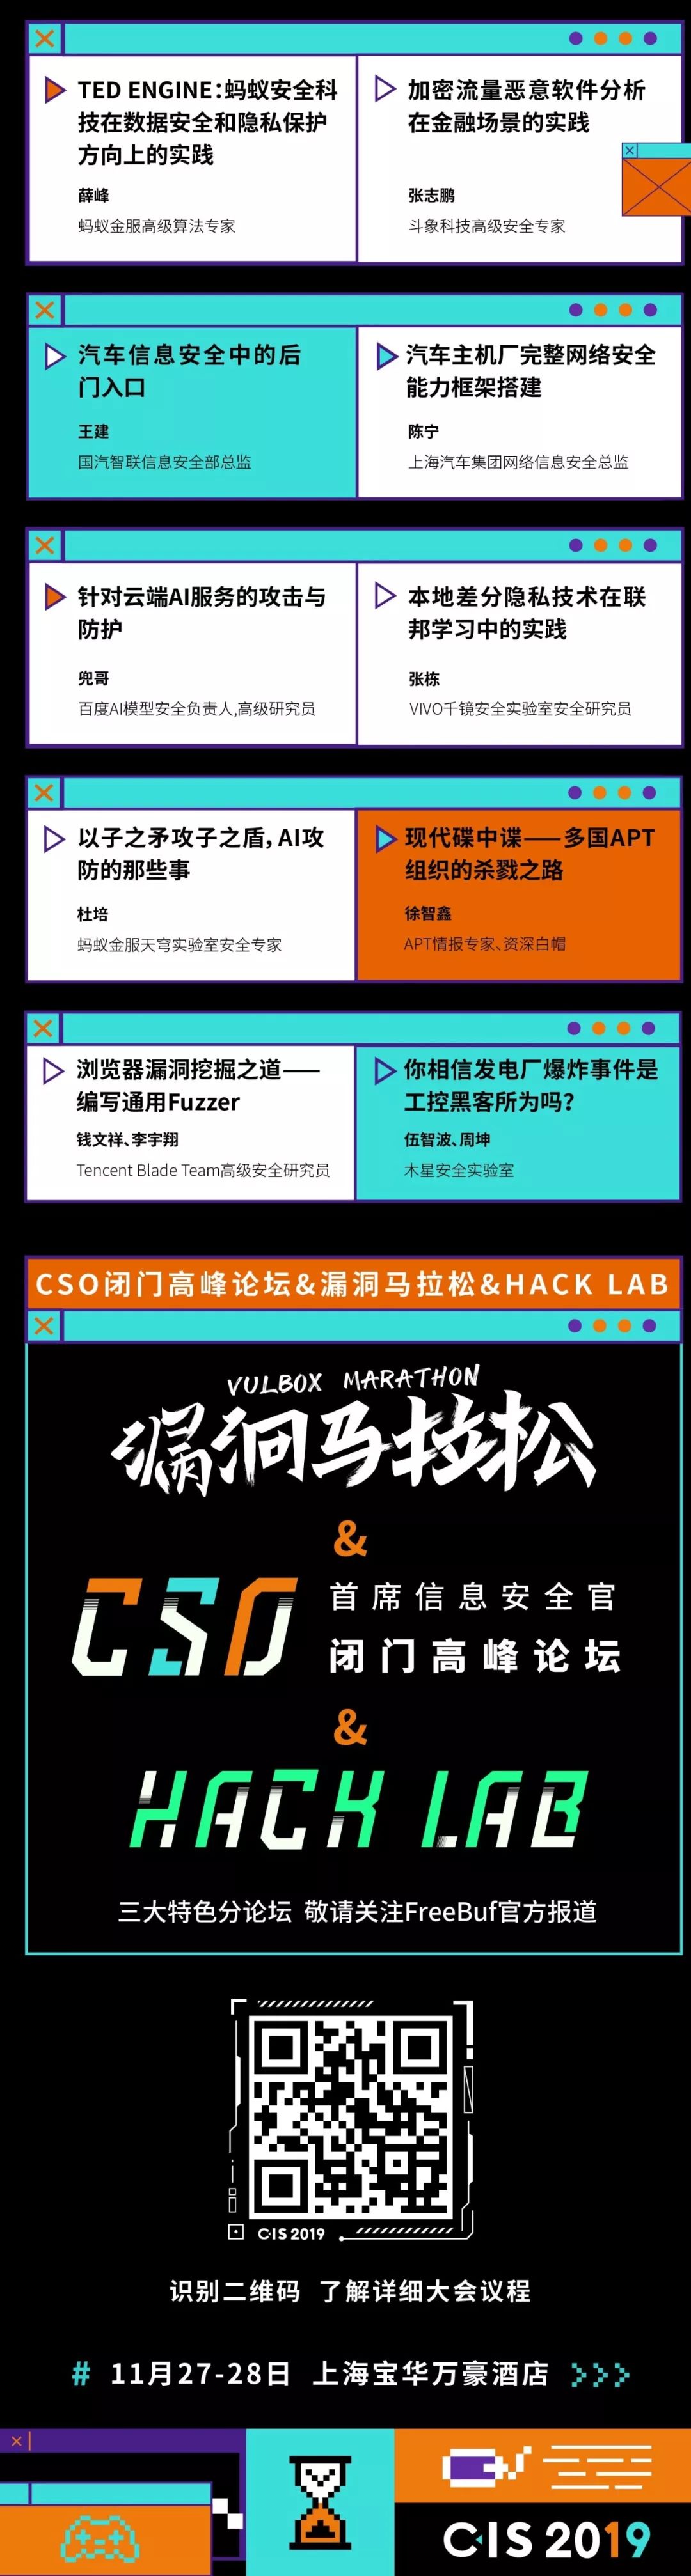 TED ENGINE：蚂蚁安全科
技在数据安全和隐私保护
方向上的实践
薛峰
蚂蚁金服高级算法专家
加密流量恶意软件分析
在金融场景的实践
张志鹏
斗象科技高级安全专家
汽车信息安全中的后
门入口
王建
国汽智联信息安全部总监
汽车主机厂完整网络安全
能力框架搭建
陈宁
上海汽车集团网络信息安全总监
针对云端AI服务的攻击与
防护
兜哥
百度AI模型安全负责人,高级研究员
本地差分隐私技术在联
邦学习中的实践
张栋
VIVO千镜安全实验室安全研究员
以子之矛攻子之盾，AI攻
防的那些事
杜培
蚂蚁金服天穹实验室安全专家
现代碟中谍——多国APT
组织的杀戮之路
徐智鑫
APT情报专家、资深白帽
浏览器漏洞挖掘之道——
编写通用Fuzzer
钱文祥、李宇翔
Tencent Blade Team高级安全研究员
你相信发电厂爆炸事件是
工控黑客所为吗？
伍智波、周坤
木星安全实验室
CSO闭门高峰论坛&漏洞马拉松&HACK LAB
VULBOX MARATHON
漏洞马拉松
&
CSO 首席信息安全官
闭门高峰论坛
&
HACK LAB
三大特色分论坛 敬请关注FreeBuf官方报道
C·IS 2019
识别二维码 了解详细大会议程
# 11月27-28日 上海宝华万豪酒店 >>>
C·IS 2019